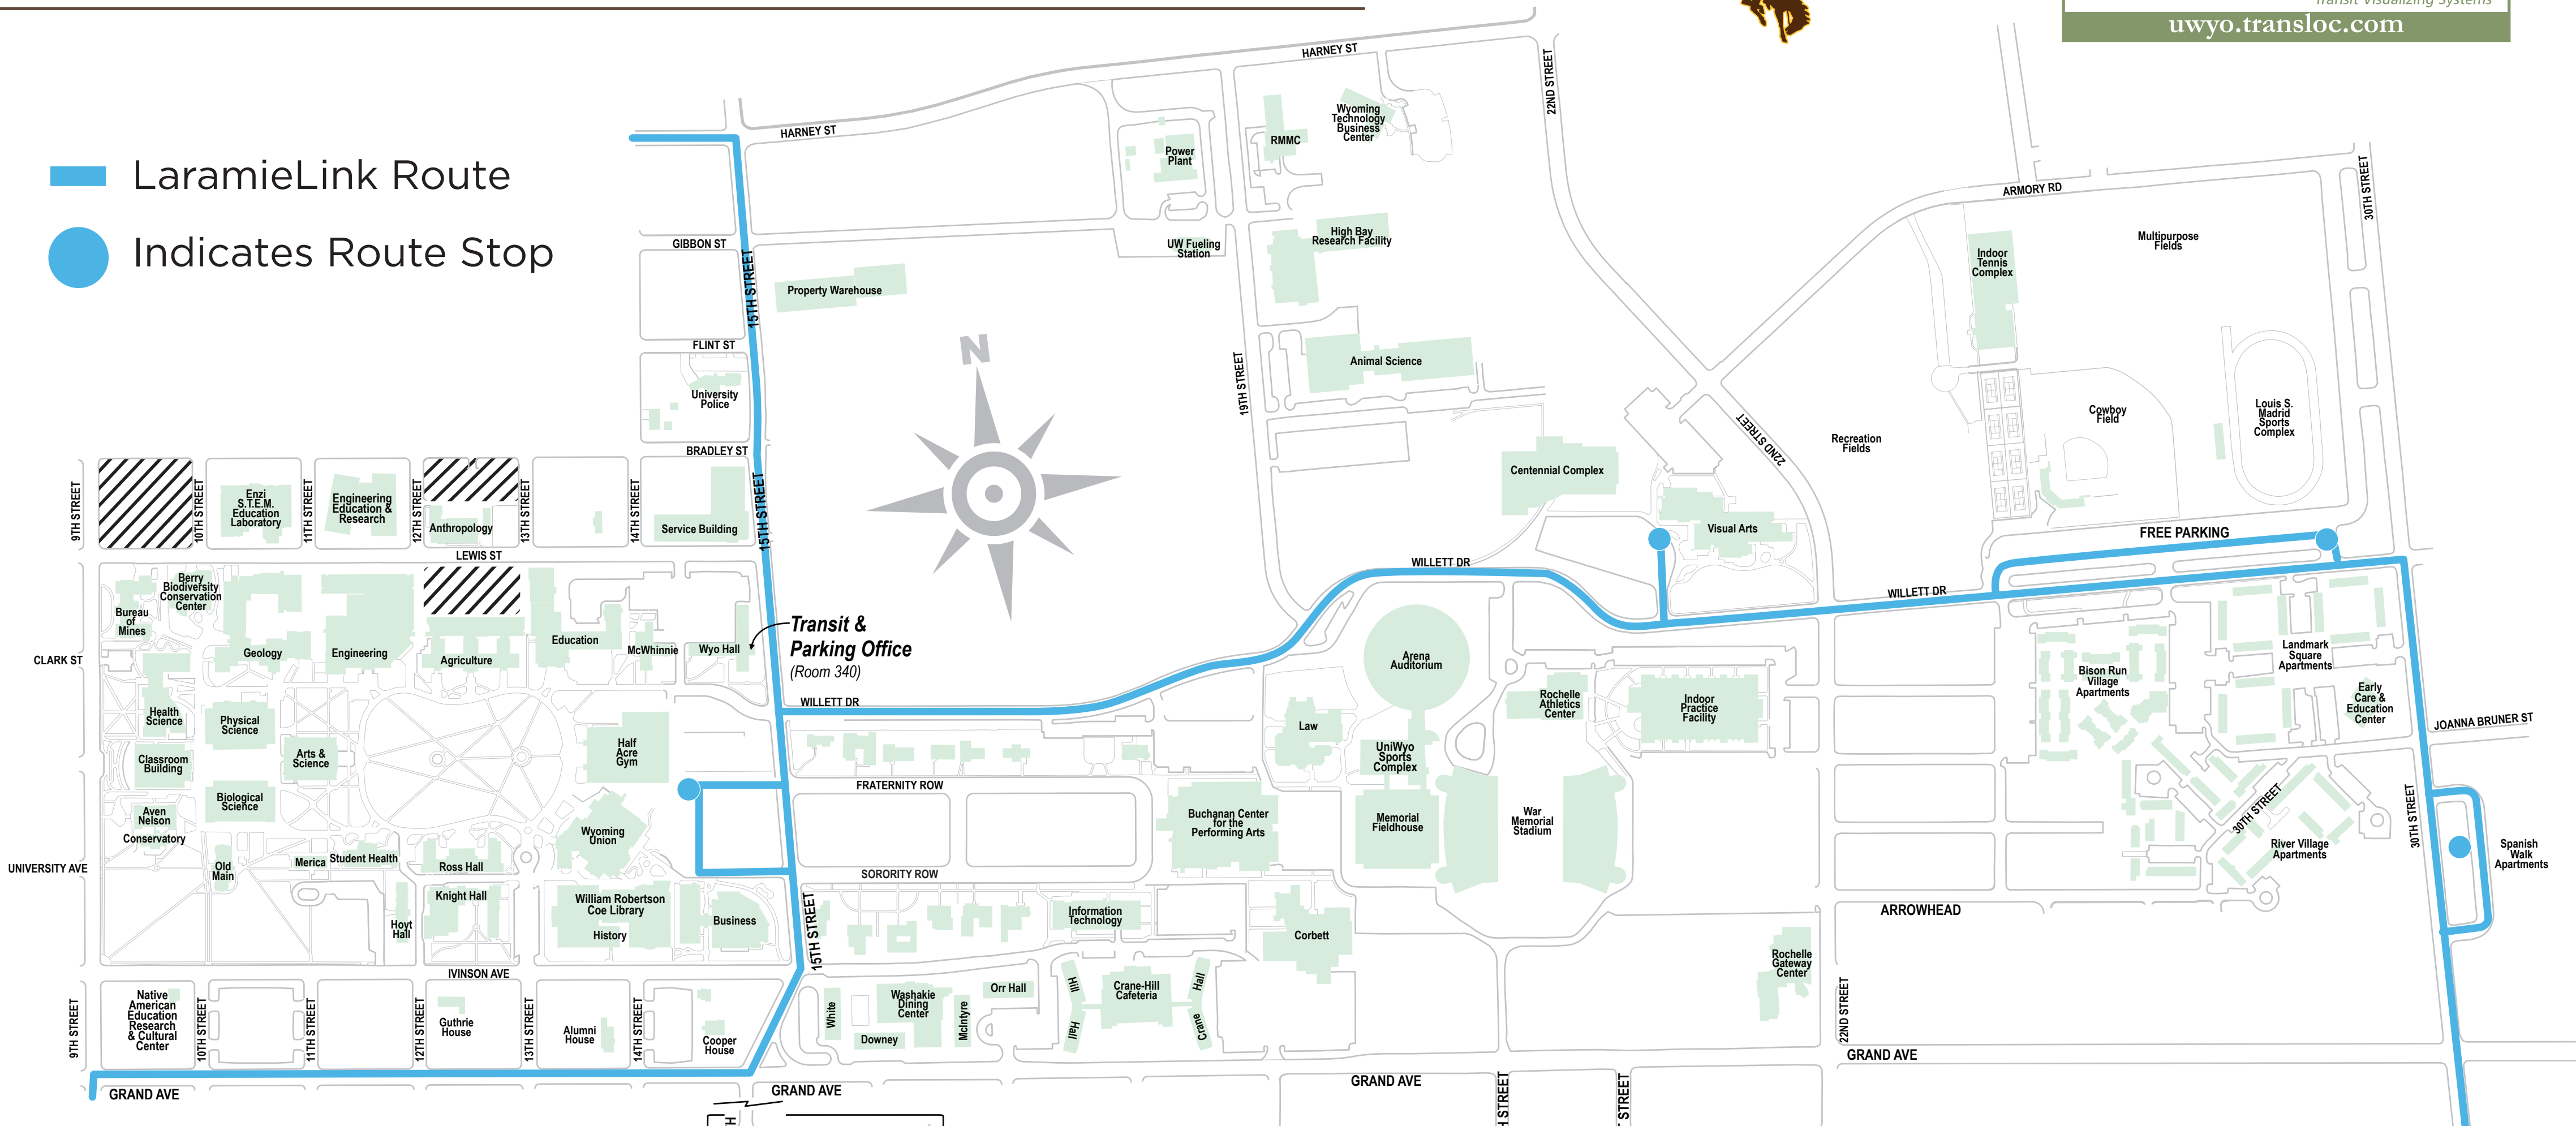 Transit Visualizing Systems
uwyo.transloc.com
LaramieLink Route
Indicates Route Stop
HARNEY ST
HARNEY ST
22ND STREET
Wyoming
Technology
Business
Center
RMMC
Power
Plant
ARMORY RD
30TH STREET
Multipurpose
Fields
GIBBON ST
15TH STREET
UW Fueling
Station
High Bay
Research Facility
Indoor
Tennis
Complex
Property Warehouse
N
FLINT ST
University
Police
19TH STREET
Animal Science
22ND STREET
Recreation
Fields
Cowboy
Field
Louis S.
Madrid
Sports
Complex
BRADLEY ST
Centennial Complex
9TH STREET
10TH STREET
Enzi
S.T.E.M.
Education
Laboratory
11TH STREET
Engineering
Education &
Research
12TH STREET
Anthropology
13TH STREET
14TH STREET
Service Building
15TH STREET
Visual Arts
FREE PARKING
LEWIS ST
WILLETT DR
WILLETT DR
Berry
Biodiversity
Conservation
Center
Bureau
of
Mines
Transit &
Parking Office
(Room 340)
Education
McWhinnie
Wyo Hall
CLARK ST
Geology
Engineering
Agriculture
Arena
Auditorium
Landmark
Square
Apartments
Bison Run
Village
Apartments
Early
Care &
Education
Center
JOANNA BRUNER ST
WILLETT DR
Rochelle
Athletics
Center
Indoor
Practice
Facility
Law
Health
Science
Physical
Science
Half
Acre
Gym
Arts &
Science
Classroom
Building
UniWyo
Sports
Complex
FRATERNITY ROW
Biological
Science
Aven
Nelson
Conservatory
Wyoming
Union
Buchanan Center
for the
Performing Arts
Memorial
Fieldhouse
War
Memorial
Stadium
30TH STREET
30TH STREET
River Village
Apartments
Spanish
Walk
Apartments
UNIVERSITY AVE
Old
Main
Merica
Student Health
Ross Hall
SORORITY ROW
Knight Hall
Hoyt
Hall
William Robertson
Coe Library
History
Business
15TH STREET
Information
Technology
Corbett
ARROWHEAD
IVINSON AVE
Rochelle
Gateway
Center
9TH STREET
Native
American
Education
Research
& Cultural
Center
10TH STREET
11TH STREET
12TH STREET
Guthrie
House
13TH STREET
Alumni
House
14TH STREET
Cooper
House
White
Washakie
Dining
Center
Downey
McIntyre
Orr Hall
Hill
Hall
Crane-Hill
Cafeteria
Hall
Crane
22ND STREET
GRAND AVE
GRAND AVE
GRAND AVE
GRAND AVE
STREET
STREET